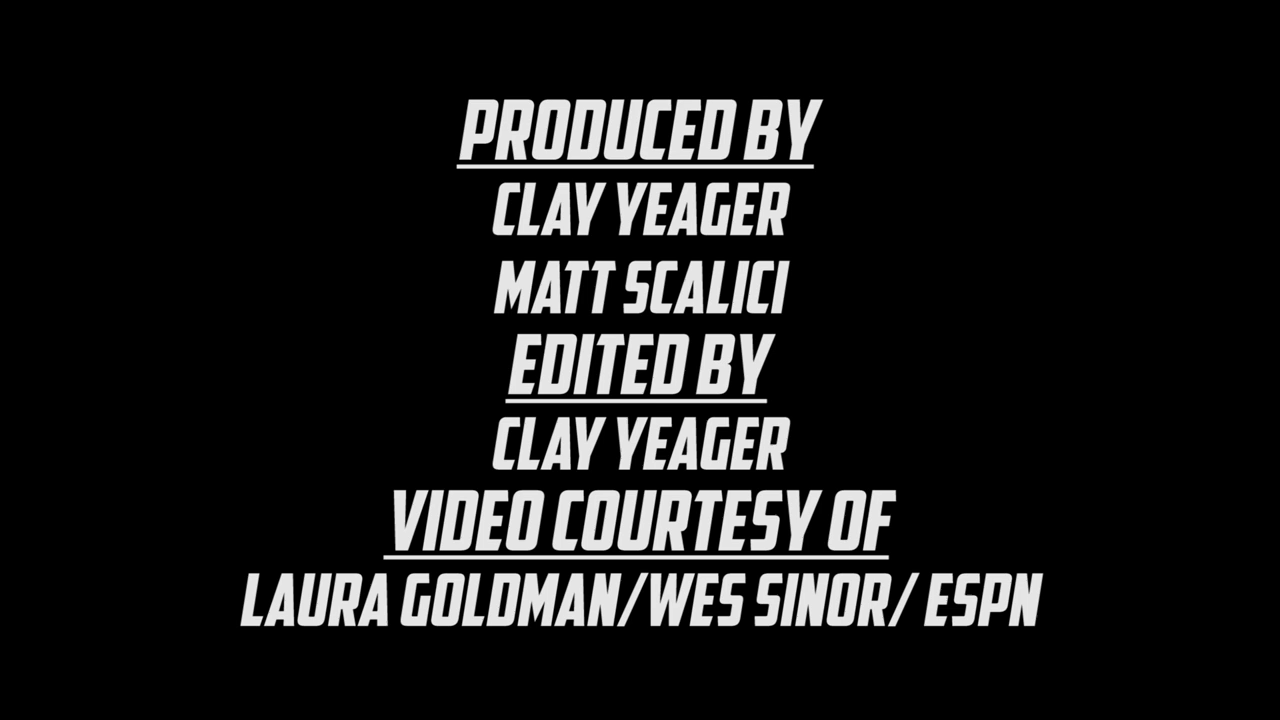 PRODUCED BY
CLAY YEAGER
MATT SCALICI
EDITED BY
CLAY YEAGER
VIDEO COURTESY OF
LAURA GOLDMAN/WES SINOR/ ESPN